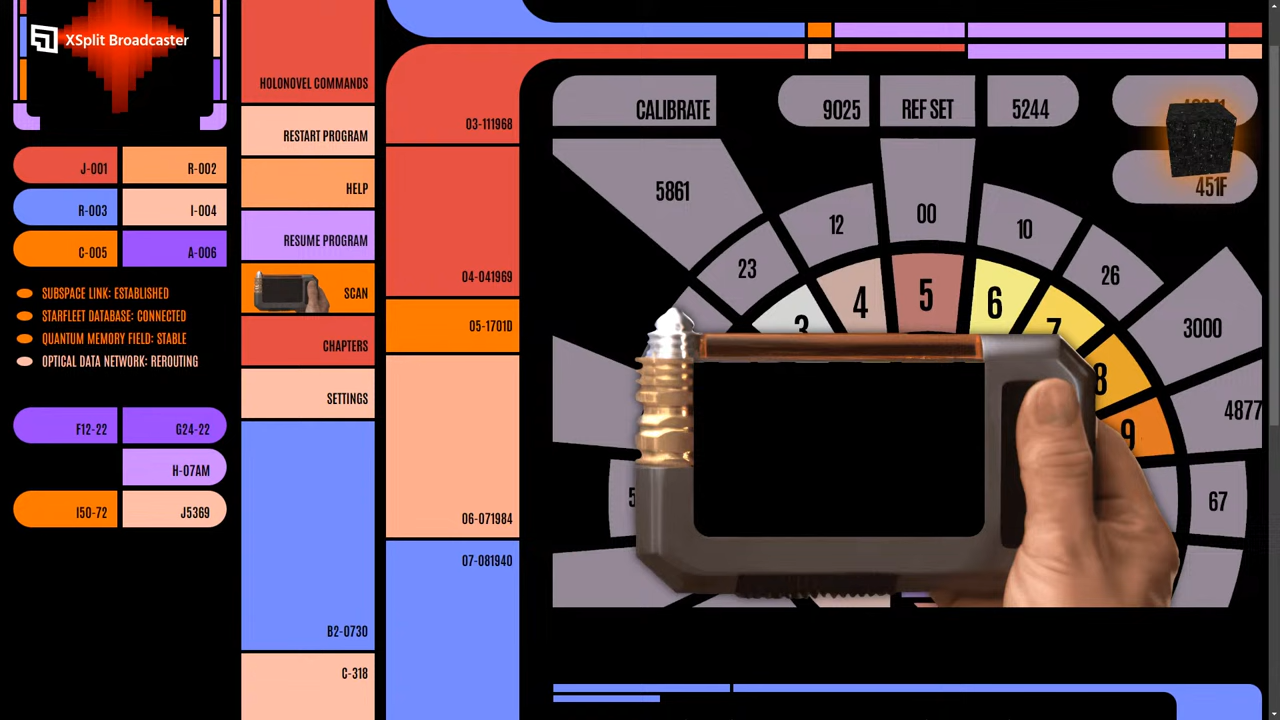 XSplit Broadcaster
J-001
R-002
R-003
I-004
C-005
A-006
SUBSPACE LINK: ESTABLISHED
STARFLEET DATABASE: CONNECTED
QUANTUM MEMORY FIELD: STABLE
OPTICAL DATA NETWORK: REROUTING
F12-22
G24-22
H-07AM
I50-72
J5369
HOLONOVEL COMMANDS
RESTART PROGRAM
HELP
RESUME PROGRAM
SCAN
CHAPTERS
SETTINGS
B2-0730
C-318
03-111968
04-041969
05-1701D
06-071984
07-081940
CALIBRATE
9025
REF SET
5244
451F
5861
12
00
10
23
26
3
4
5
6
7
8
9
3000
4877
67